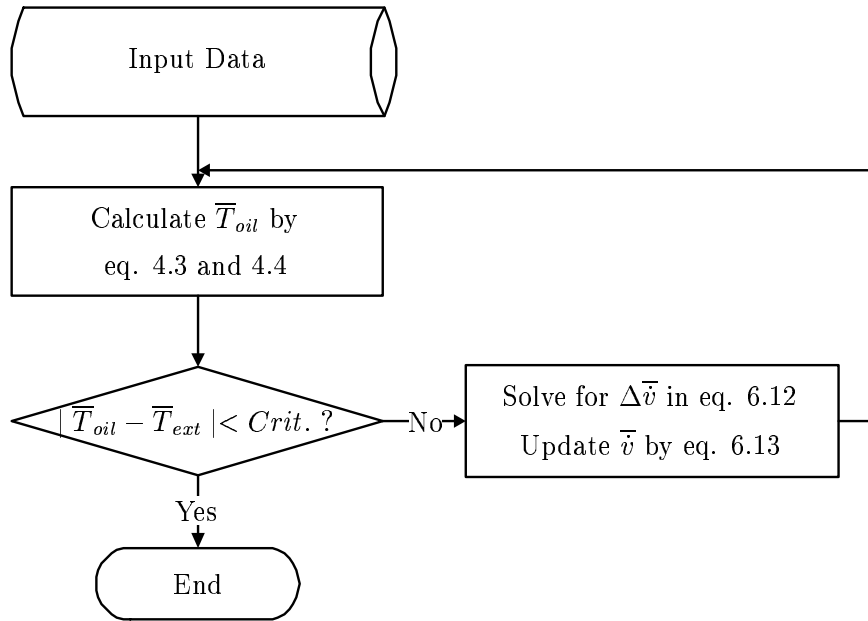 Input Data
Calculate T̅_oil by
eq. 4.3 and 4.4
| T̅_oil − T̅_ext | < Crit. ?
No
Solve for Δv̇̅ in eq. 6.12
Update v̇̅ by eq. 6.13
Yes
End